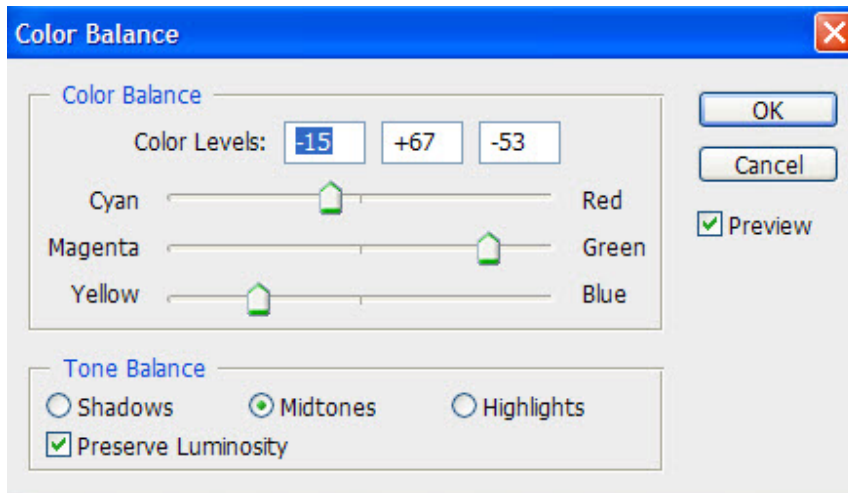 Color Balance
Color Balance
Color Levels: -15 +67 -53
Cyan Red
Magenta Green
Yellow Blue
OK
Cancel
Preview
Tone Balance
Shadows Midtones Highlights
Preserve Luminosity